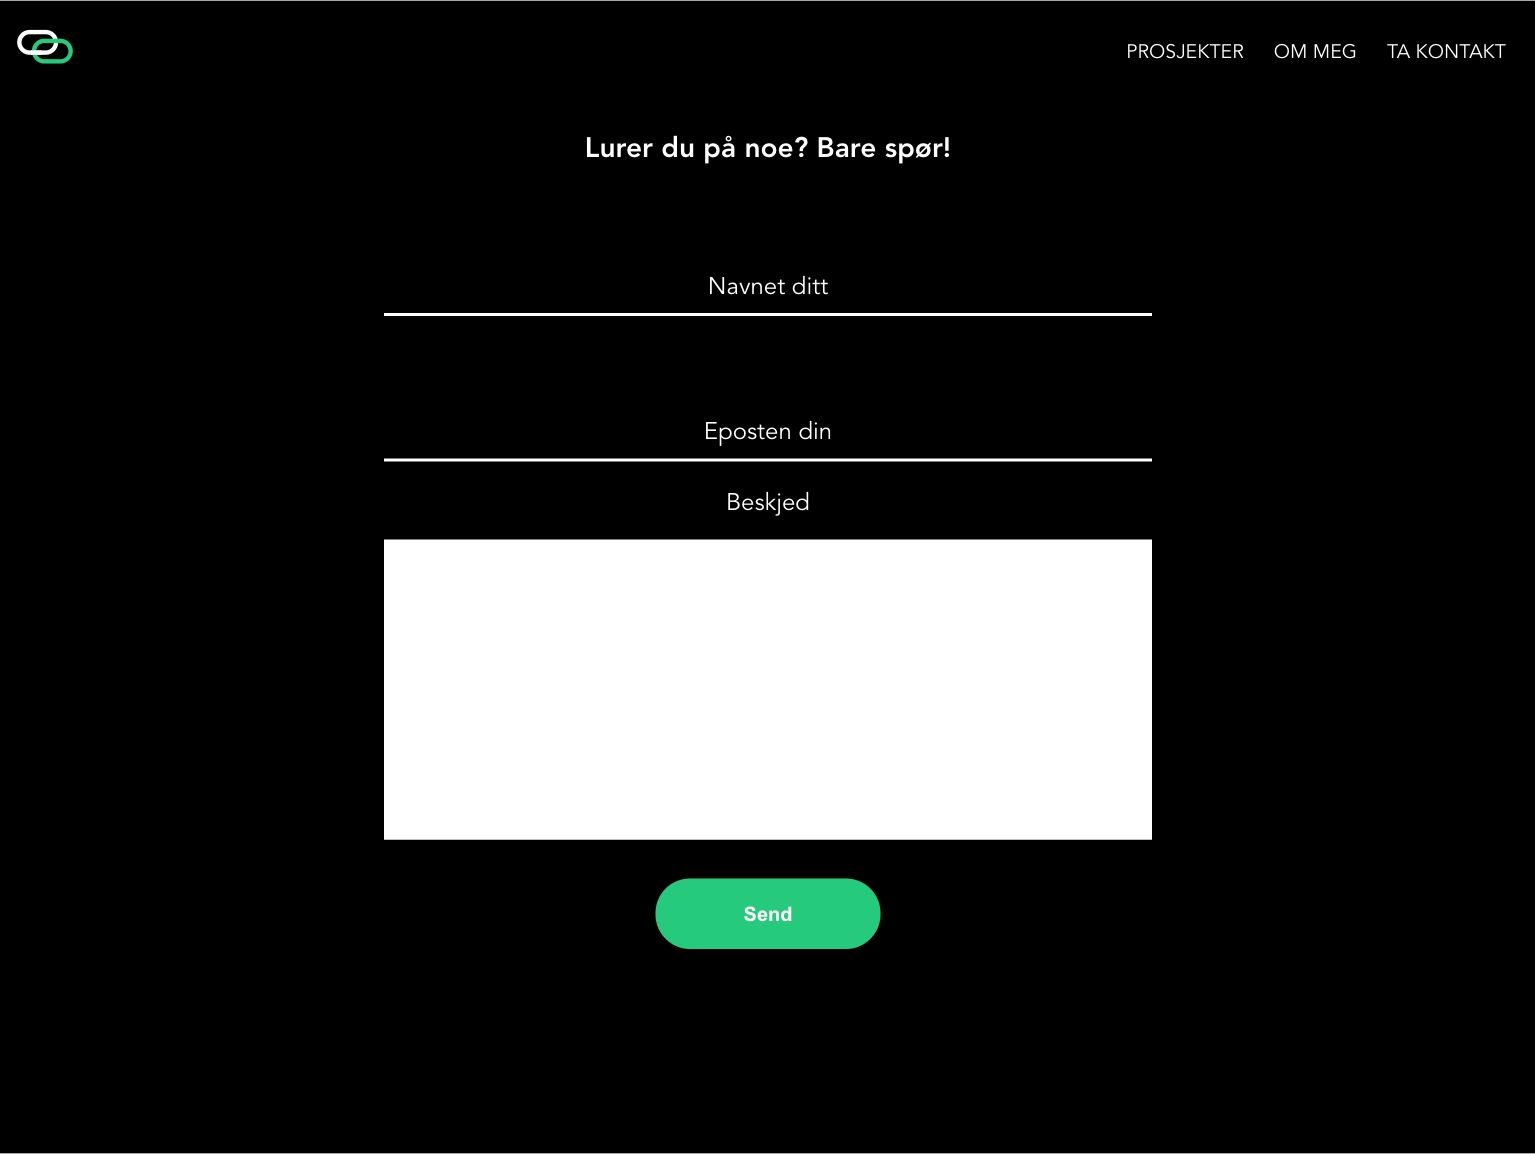 PROSJEKTER OM MEG TA KONTAKT
Lurer du på noe? Bare spør!
Navnet ditt
Eposten din
Beskjed
Send